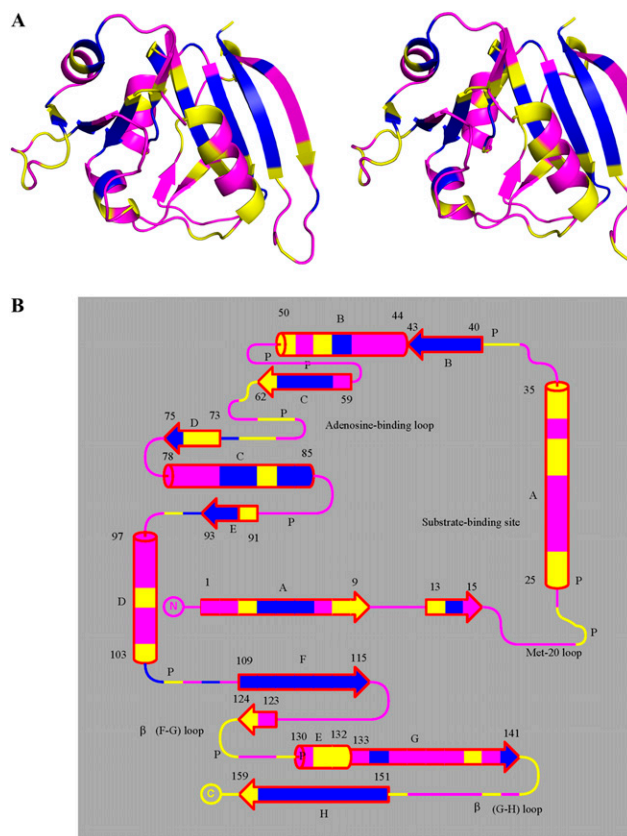 A
B
50 B 44 43 40 P
P P B
C
62 59 35
75 D 73 P Adenosine-binding loop
78 C 85
A
E P Substrate-binding site
97 93 91
1 9 13 15 25 P
D N A
P
103 Met-20 loop
P 109 F 115
124 123
β (F-G) loop 130 E 132 133 G 141
P P
159 151
C
H β (G-H) loop